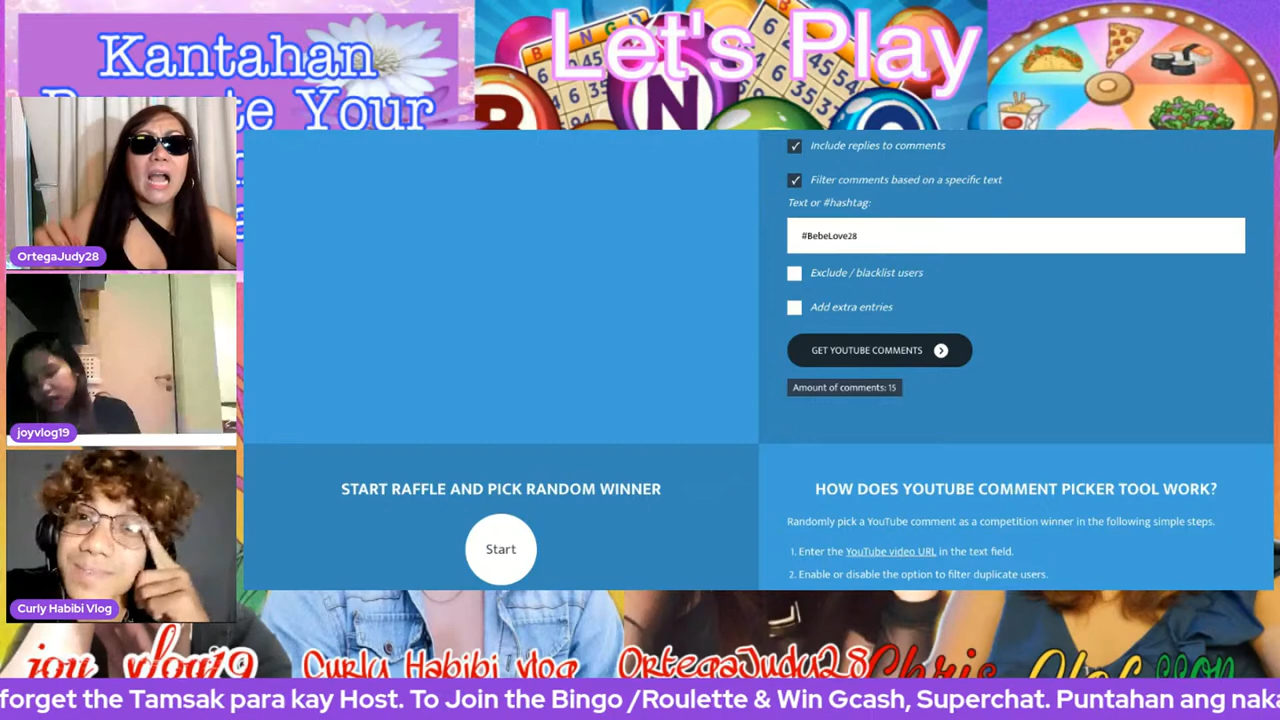 Kantahan
Let's Play
te Your
B N G
N
Include replies to comments
Filter comments based on a specific text
Text or #hashtag:
#BebeLove28
Exclude / blacklist users
Add extra entries
GET YOUTUBE COMMENTS
Amount of comments: 15
OrtegaJudy28
joyvlog19
Curly Habibi Vlog
START RAFFLE AND PICK RANDOM WINNER
Start
HOW DOES YOUTUBE COMMENT PICKER TOOL WORK?
Randomly pick a YouTube comment as a competition winner in the following simple steps.
1. Enter the YouTube video URL in the text field.
2. Enable or disable the option to filter duplicate users.
joy vlog19
Curly Habibi vlog
OrtegaJudy28
Chris
forget the Tamsak para kay Host. To Join the Bingo /Roulette & Win Gcash, Superchat. Puntahan ang